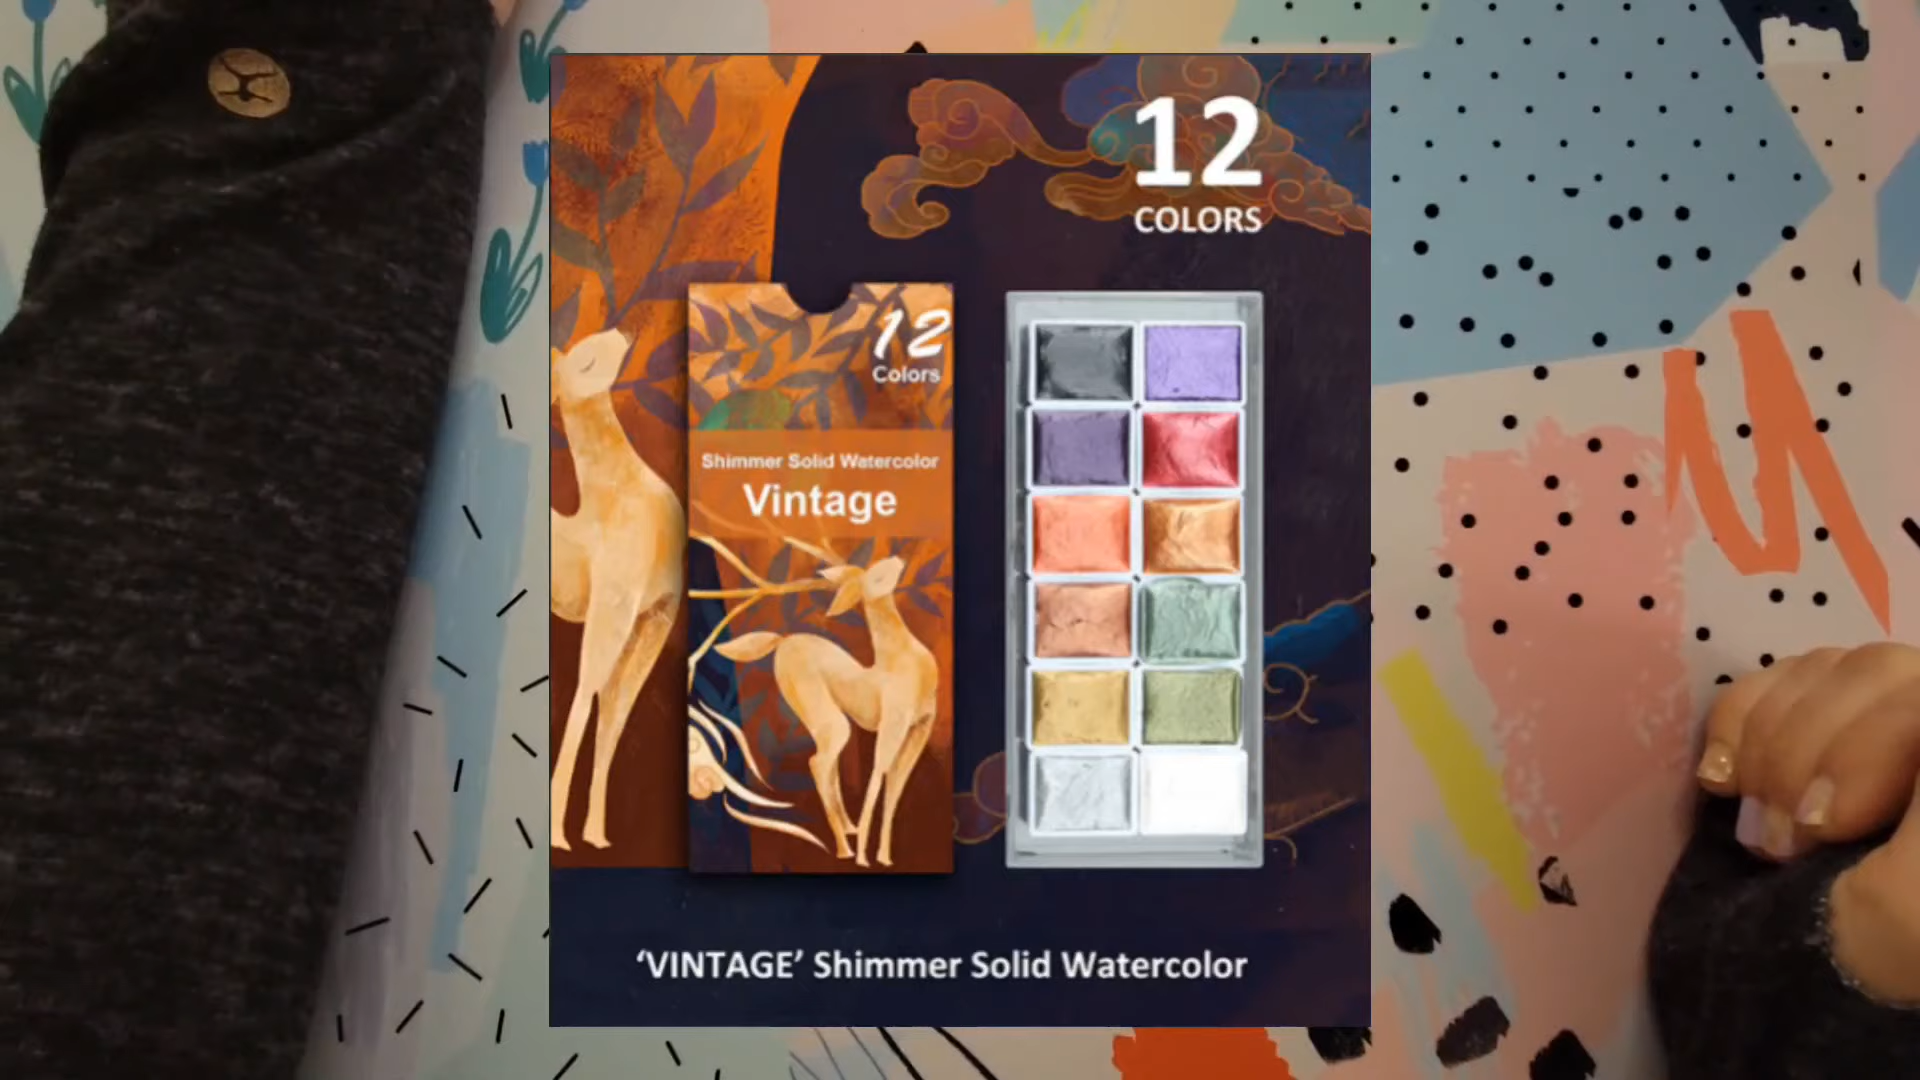 12
COLORS
12
Colors
Shimmer Solid Watercolor
Vintage
‘VINTAGE’ Shimmer Solid Watercolor